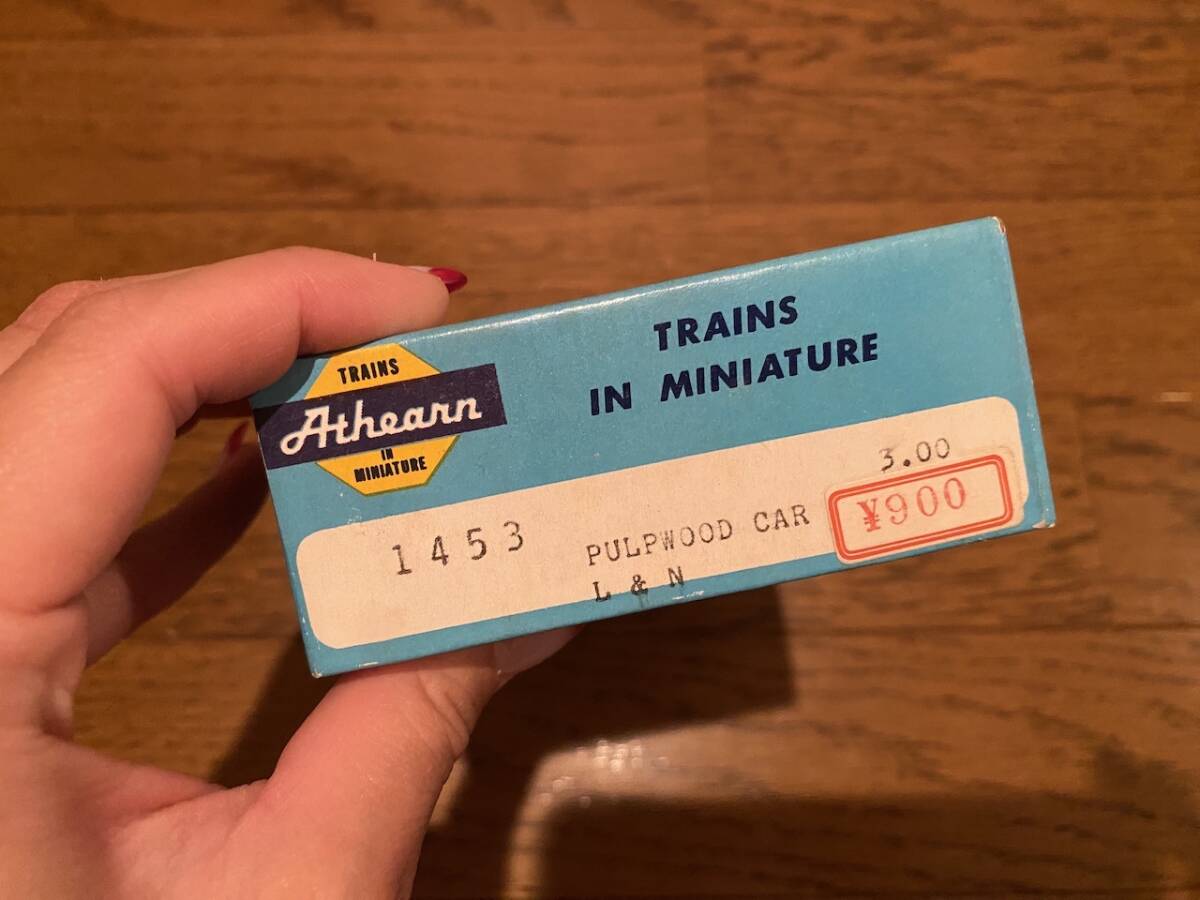 TRAINS
Athearn
IN
MINIATURE
TRAINS
IN MINIATURE
1453
PULPWOOD CAR
L & N
3.00
¥900